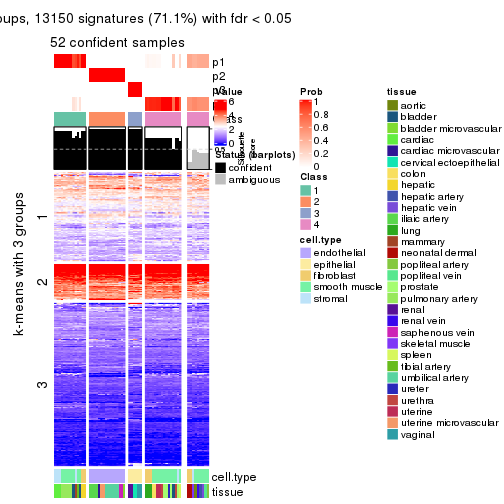 oups, 13150 signatures (71.1%) with fdr < 0.05
52 confident samples
p1
p2
Value
6
4
2
0
Status (barplots)
confident
ambiguous
k-means with 3 groups
1
2
3
cell.type
tissue
Prob
1
0.8
0.6
0.4
0.2
0
Class
1
2
3
4
cell.type
endothelial
epithelial
fibroblast
smooth muscle
stromal
tissue
aortic
bladder
bladder microvascular
cardiac
cardiac microvascular
cervical ectoepithelial
colon
hepatic
hepatic artery
hepatic vein
iliac artery
lung
mammary
neonatal dermal
popliteal artery
popliteal vein
prostate
pulmonary artery
renal
renal vein
saphenous vein
skeletal muscle
spleen
tibial artery
umbilical artery
ureter
urethra
uterine
uterine microvascular
vaginal